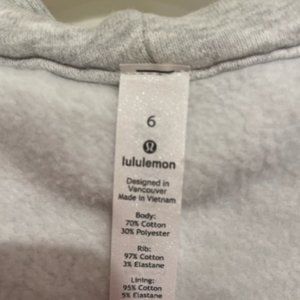 6
lululemon
Designed in
Vancouver
Made in Vietnam
Body:
70% Cotton
30% Polyester
Rib:
97% Cotton
3% Elastane
Lining:
95% Cotton
5% Elastane